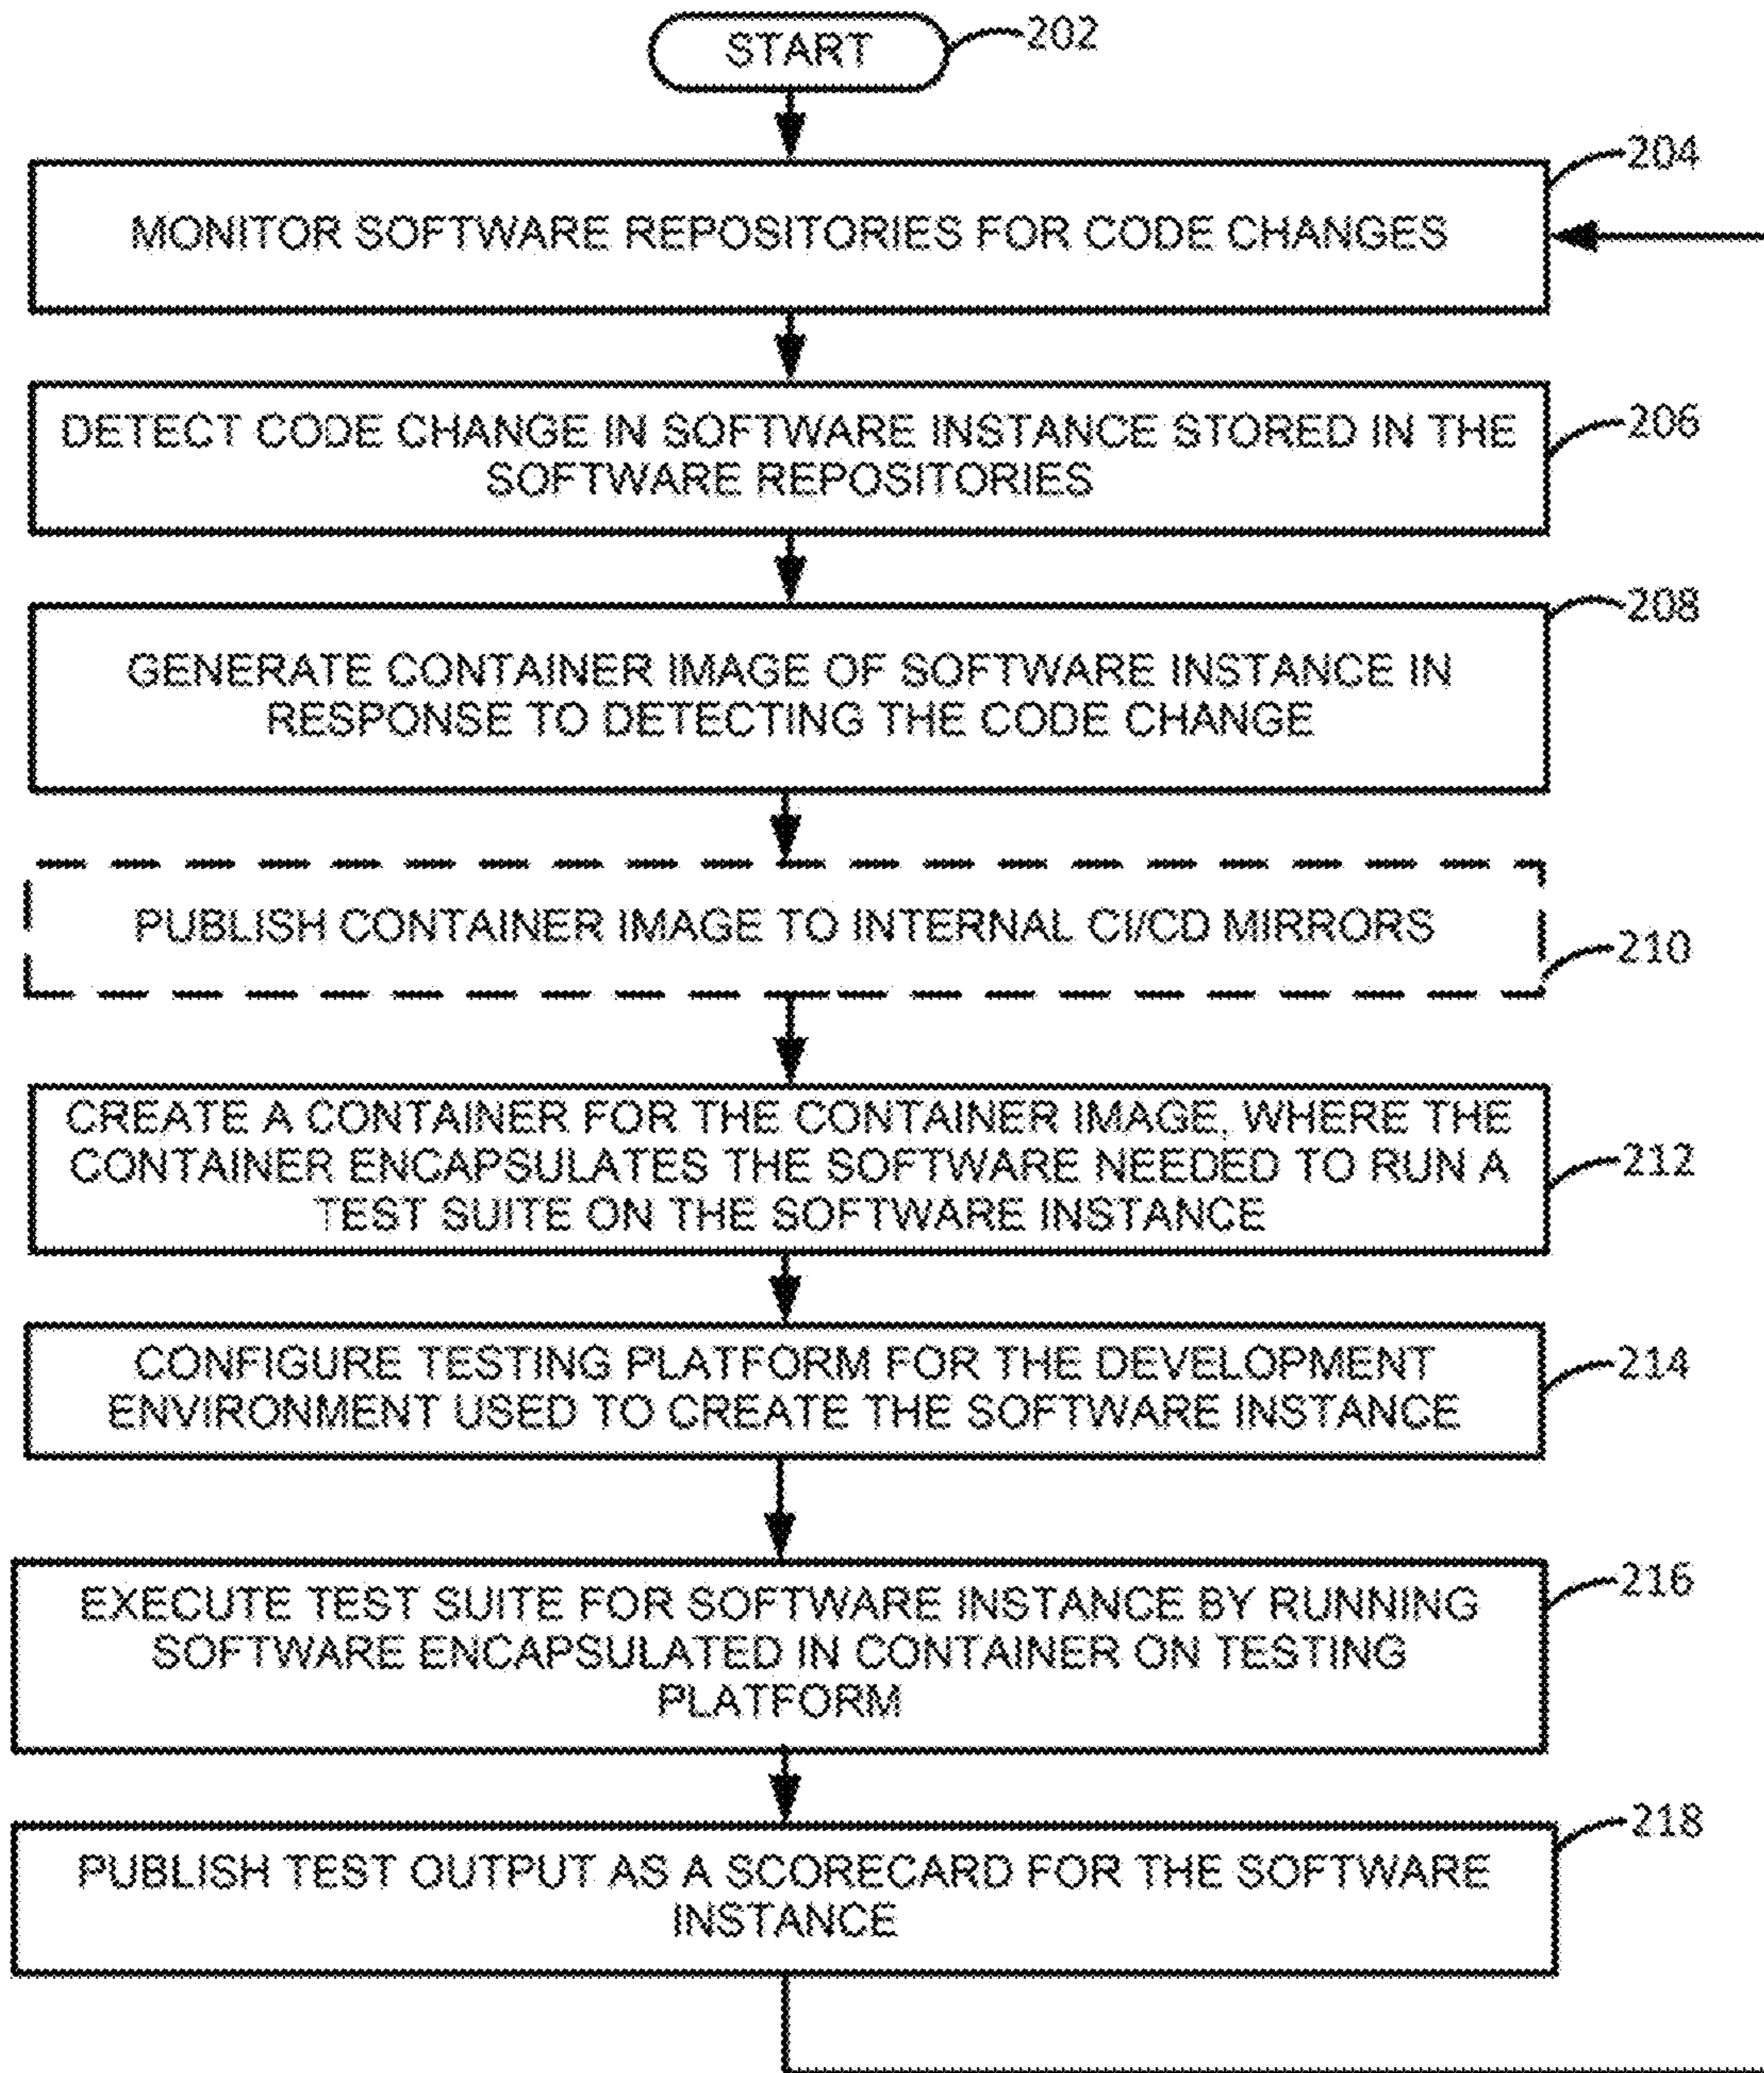 START
202
204
MONITOR SOFTWARE REPOSITORIES FOR CODE CHANGES
DETECT CODE CHANGE IN SOFTWARE INSTANCE STORED IN THE
SOFTWARE REPOSITORIES
206
208
GENERATE CONTAINER IMAGE OF SOFTWARE INSTANCE IN
RESPONSE TO DETECTING THE CODE CHANGE
PUBLISH CONTAINER IMAGE TO INTERNAL CI/CD MIRRORS
210
CREATE A CONTAINER FOR THE CONTAINER IMAGE, WHERE THE
CONTAINER ENCAPSULATES THE SOFTWARE NEEDED TO RUN A
TEST SUITE ON THE SOFTWARE INSTANCE
212
CONFIGURE TESTING PLATFORM FOR THE DEVELOPMENT
ENVIRONMENT USED TO CREATE THE SOFTWARE INSTANCE
214
EXECUTE TEST SUITE FOR SOFTWARE INSTANCE BY RUNNING
SOFTWARE ENCAPSULATED IN CONTAINER ON TESTING
PLATFORM
216
PUBLISH TEST OUTPUT AS A SCORECARD FOR THE SOFTWARE
INSTANCE
218